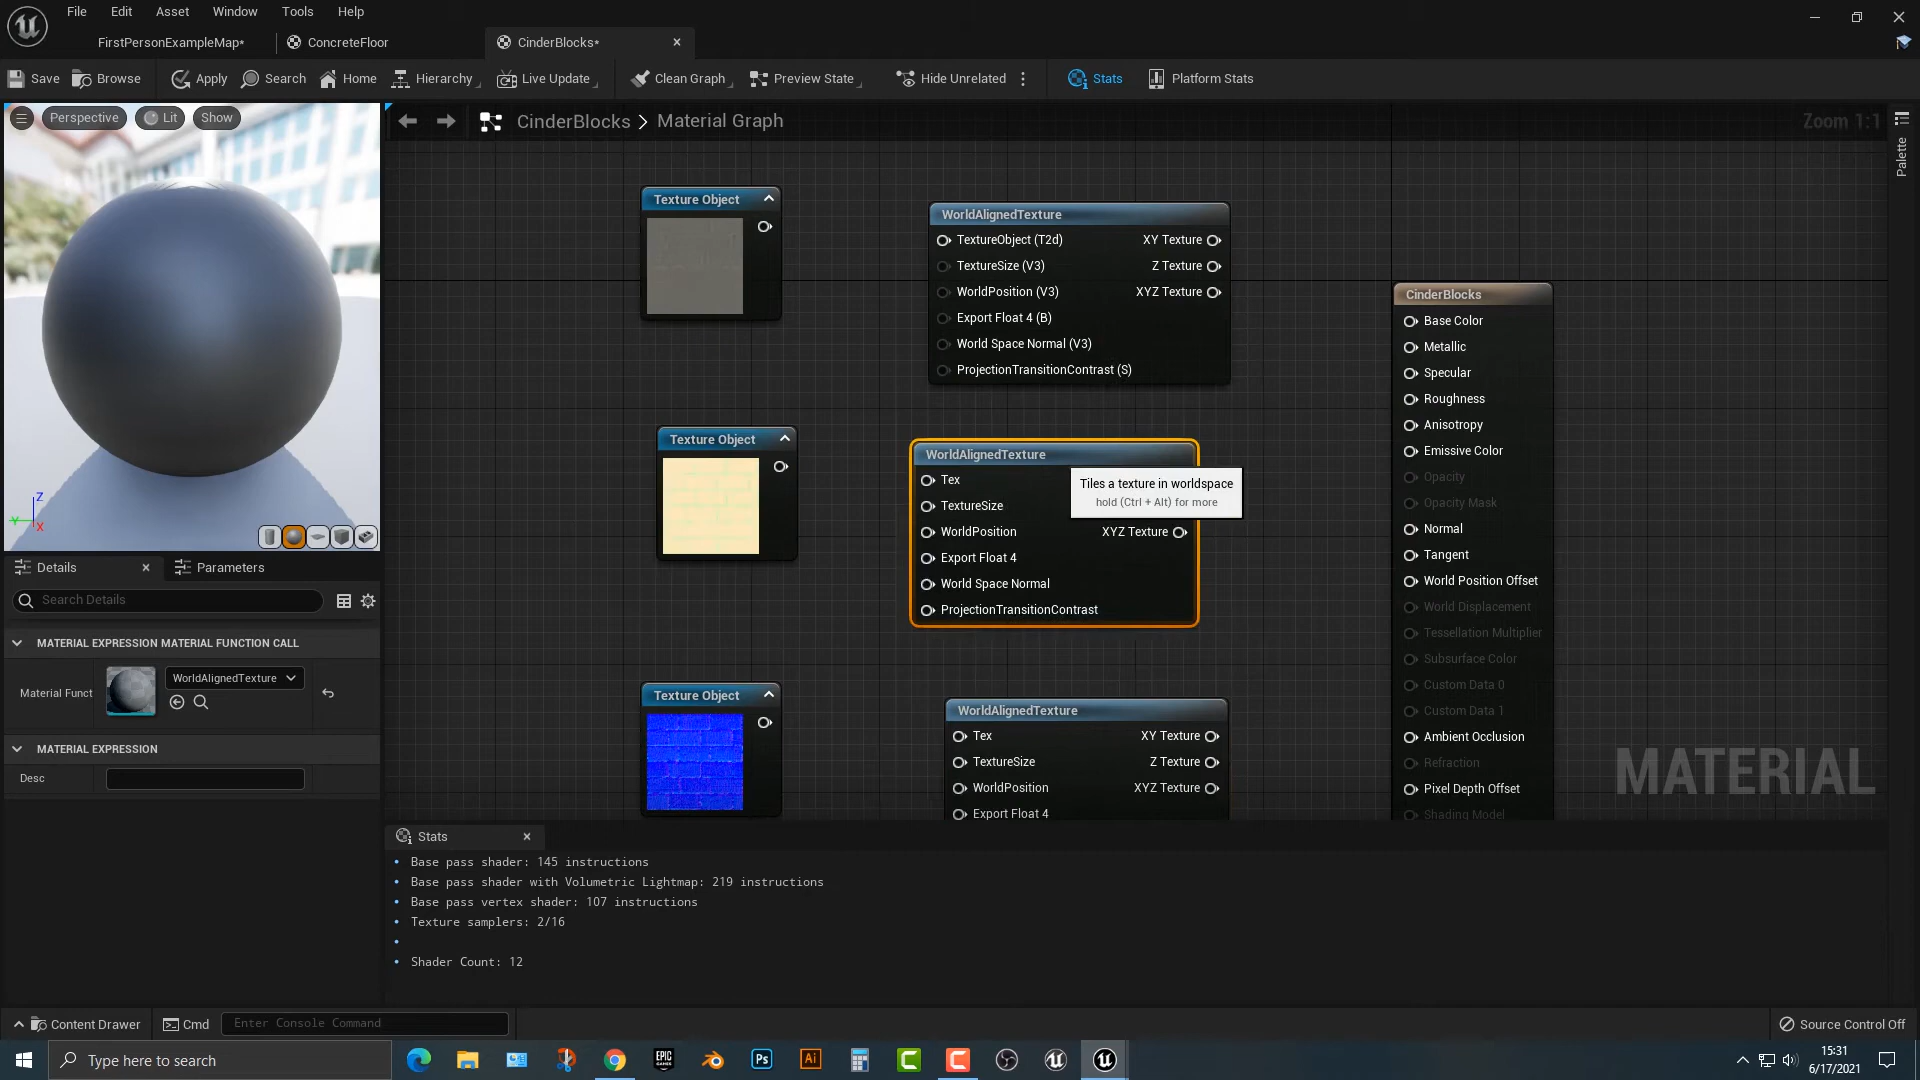 File Edit Asset Window Tools Help
FirstPersonExampleMap* ConcreteFloor CinderBlocks*
Save Browse Apply Search Home Hierarchy Live Update Clean Graph Preview State Hide Unrelated Stats Platform Stats
Perspective Lit Show
CinderBlocks > Material Graph
Zoom 1:1
Palette
Texture Object
WorldAlignedTexture
TextureObject (T2d) XY Texture
TextureSize (V3) Z Texture
WorldPosition (V3) XYZ Texture
Export Float 4 (B)
World Space Normal (V3)
ProjectionTransitionContrast (S)
Texture Object
WorldAlignedTexture
Tex
TextureSize
WorldPosition XYZ Texture
Export Float 4
World Space Normal
ProjectionTransitionContrast
Tiles a texture in worldspace
hold (Ctrl + Alt) for more
Texture Object
WorldAlignedTexture
Tex XY Texture
TextureSize Z Texture
WorldPosition XYZ Texture
Export Float 4
CinderBlocks
Base Color
Metallic
Specular
Roughness
Anisotropy
Emissive Color
Opacity
Opacity Mask
Normal
Tangent
World Position Offset
World Displacement
Tessellation Multiplier
Subsurface Color
Custom Data 0
Custom Data 1
Ambient Occlusion
Refraction
Pixel Depth Offset
Shading Model
MATERIAL
Z
Y
X
Details Parameters
Search Details
MATERIAL EXPRESSION MATERIAL FUNCTION CALL
Material Funct WorldAlignedTexture
MATERIAL EXPRESSION
Desc
Stats
• Base pass shader: 145 instructions
• Base pass shader with Volumetric Lightmap: 219 instructions
• Base pass vertex shader: 107 instructions
• Texture samplers: 2/16
•
• Shader Count: 12
Content Drawer Cmd Enter Console Command Source Control Off
Type here to search
EPIC GAMES
Ps
Ai
15:31
6/17/2021